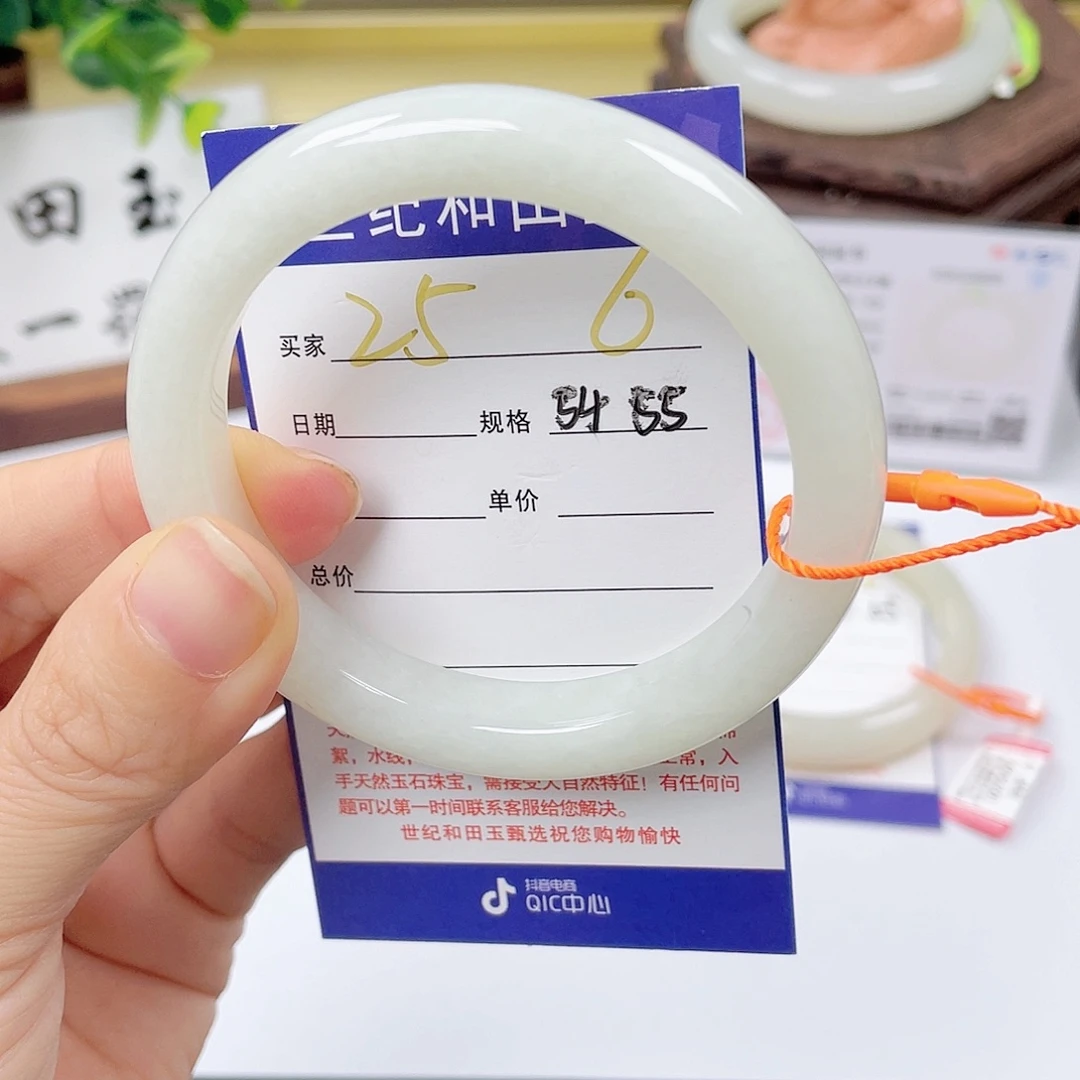 田玉
一
世纪和田
25 6
买家
日期 规格 54 55
单价
总价
絮，水线， 正常，入
手天然玉石珠宝，需接受大自然特征！有任何问
题可以第一时间联系客服给您解决。
世纪和田玉甄选祝您购物愉快
抖音电商
QIC中心